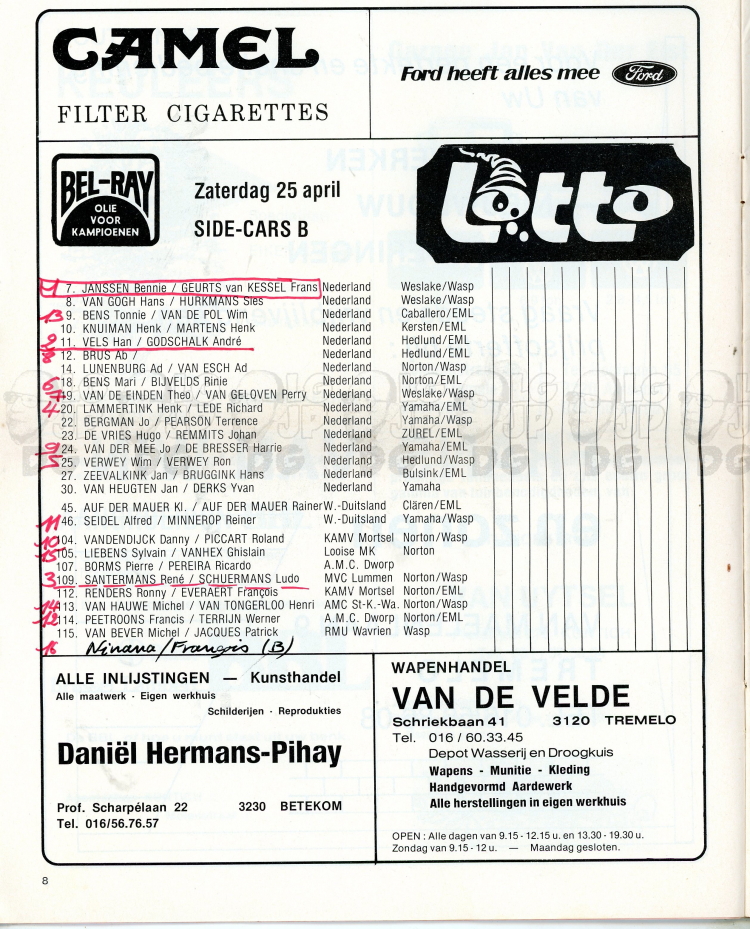 CAMEL
FILTER CIGARETTES
Ford heeft alles mee Ford
BEL-RAY
OLIE
VOOR
KAMPIOENEN
Zaterdag 25 april
SIDE-CARS B
Lotto
7. JANSSEN Bennie / GEURTS van KESSEL Frans Nederland Weslake/Wasp
8. VAN GOGH Hans / HURKMANS Sies Nederland Weslake/Wasp
13 9. BENS Tonnie / VAN DE POL Wim Nederland Caballero/EML
10. KNUIMAN Henk / MARTENS Henk Nederland Kersten/EML
11. VELS Han / GODSCHALK André Nederland Hedlund/EML
12. BRUS Ab / Nederland Hedlund/EML
14. LUNENBURG Ad / VAN ESCH Ad Nederland Norton/Wasp
6 18. BENS Mari / BIJVELDS Rinie Nederland Norton/EML
19. VAN DE EINDEN Theo / VAN GELOVEN Perry Nederland Weslake/Wasp
4 20. LAMMERTINK Henk / LEDE Richard Nederland Yamaha/EML
22. BERGMAN Jo / PEARSON Terrence Nederland Yamaha/Wasp
23. DE VRIES Hugo / REMMITS Johan Nederland ZUREL/EML
24. VAN DER MEE Jo / DE BRESSER Harrie Nederland Yamaha/EML
25. VERWEY Wim / VERWEY Ron Nederland Hedlund/Wasp
27. ZEEVALKINK Jan / BRUGGINK Hans Nederland Bulsink/EML
30. VAN HEUGTEN Jan / DERKS Yvan Nederland Yamaha
45. AUF DER MAUER Kl. / AUF DER MAUER Rainer W.-Duitsland Clären/EML
11 46. SEIDEL Alfred / MINNEROP Reiner W.-Duitsland Yamaha/Wasp
10 104. VANDENDIJCK Danny / PICCART Roland KAMV Mortsel Norton/Wasp
15 105. LIEBENS Sylvain / VANHEX Ghislain Looise MK Norton
107. BORMS Pierre / PEREIRA Ricardo A.M.C. Dworp
3 109. SANTERMANS René / SCHUERMANS Ludo MVC Lummen Norton/Wasp
112. RENDERS Ronny / EVERAERT François KAMV Mortsel Norton/EML
14 113. VAN HAUWE Michel / VAN TONGERLOO Henri AMC St-K.-Wa. Norton/Wasp
12 114. PEETROONS Francis / TERRIJN Werner A.M.C. Dworp Norton/EML
115. VAN BEVER Michel / JACQUES Patrick RMU Wavrien Wasp
16 Ninana/François (B)
ALLE INLIJSTINGEN — Kunsthandel
Alle maatwerk - Eigen werkhuis
Schilderijen - Reprodukties
Daniël Hermans-Pihay
Prof. Scharpélaan 22 3230 BETEKOM
Tel. 016/56.76.57
WAPENHANDEL
VAN DE VELDE
Schriekbaan 41 3120 TREMELO
Tel. 016 / 60.33.45
Depot Wasserij en Droogkuis
Wapens - Munitie - Kleding
Handgevormd Aardewerk
Alle herstellingen in eigen werkhuis
OPEN : Alle dagen van 9.15 - 12.15 u. en 13.30 - 19.30 u.
Zondag van 9.15 - 12 u. — Maandag gesloten.
8